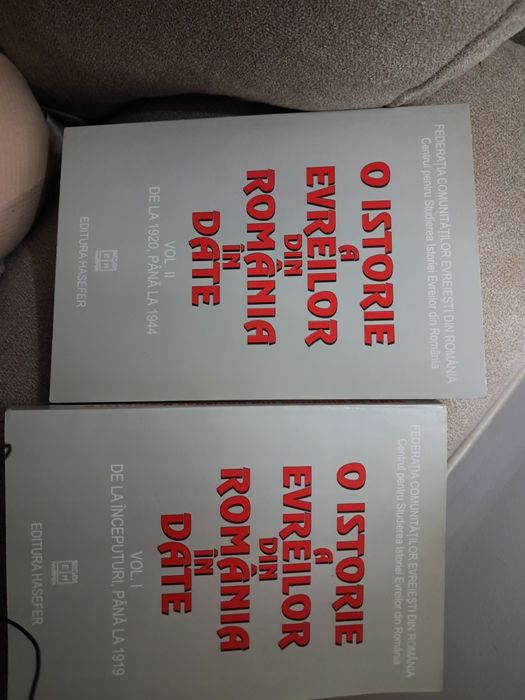 FEDERAȚIA COMUNITĂȚILOR EVREIEȘTI DIN ROMÂNIA
Centrul pentru Studierea Istoriei Evreilor din România
O ISTORIE
A
EVREILOR
DIN
ROMÂNIA
ÎN
DATE
VOL. II
DE LA 1920, PÂNĂ LA 1944
EH
EDITURA HASEFER
FEDERAȚIA COMUNITĂȚILOR EVREIEȘTI DIN ROMÂNIA
Centrul pentru Studierea Istoriei Evreilor din România
O ISTORIE
A
EVREILOR
DIN
ROMÂNIA
ÎN
DATE
VOL. I
DE LA ÎNCEPUTURI, PÂNĂ LA 1919
EH
EDITURA HASEFER